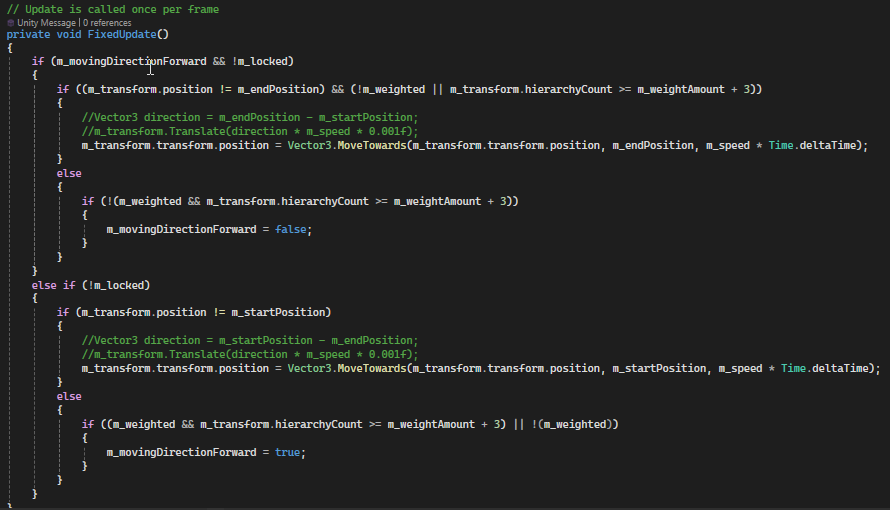 // Update is called once per frame
Unity Message | 0 references
private void FixedUpdate()
{
if (m_movingDirectionForward && !m_locked)
{
if ((m_transform.position != m_endPosition) && (!m_weighted || m_transform.hierarchyCount >= m_weightAmount + 3))
{
//Vector3 direction = m_endPosition - m_startPosition;
//m_transform.Translate(direction * m_speed * 0.001f);
m_transform.transform.position = Vector3.MoveTowards(m_transform.transform.position, m_endPosition, m_speed * Time.deltaTime);
}
else
{
if (!(m_weighted && m_transform.hierarchyCount >= m_weightAmount + 3))
{
m_movingDirectionForward = false;
}
}
}
else if (!m_locked)
{
if (m_transform.position != m_startPosition)
{
//Vector3 direction = m_startPosition - m_endPosition;
//m_transform.Translate(direction * m_speed * 0.001f);
m_transform.transform.position = Vector3.MoveTowards(m_transform.transform.position, m_startPosition, m_speed * Time.deltaTime);
}
else
{
if ((m_weighted && m_transform.hierarchyCount >= m_weightAmount + 3) || !(m_weighted))
{
m_movingDirectionForward = true;
}
}
}
}